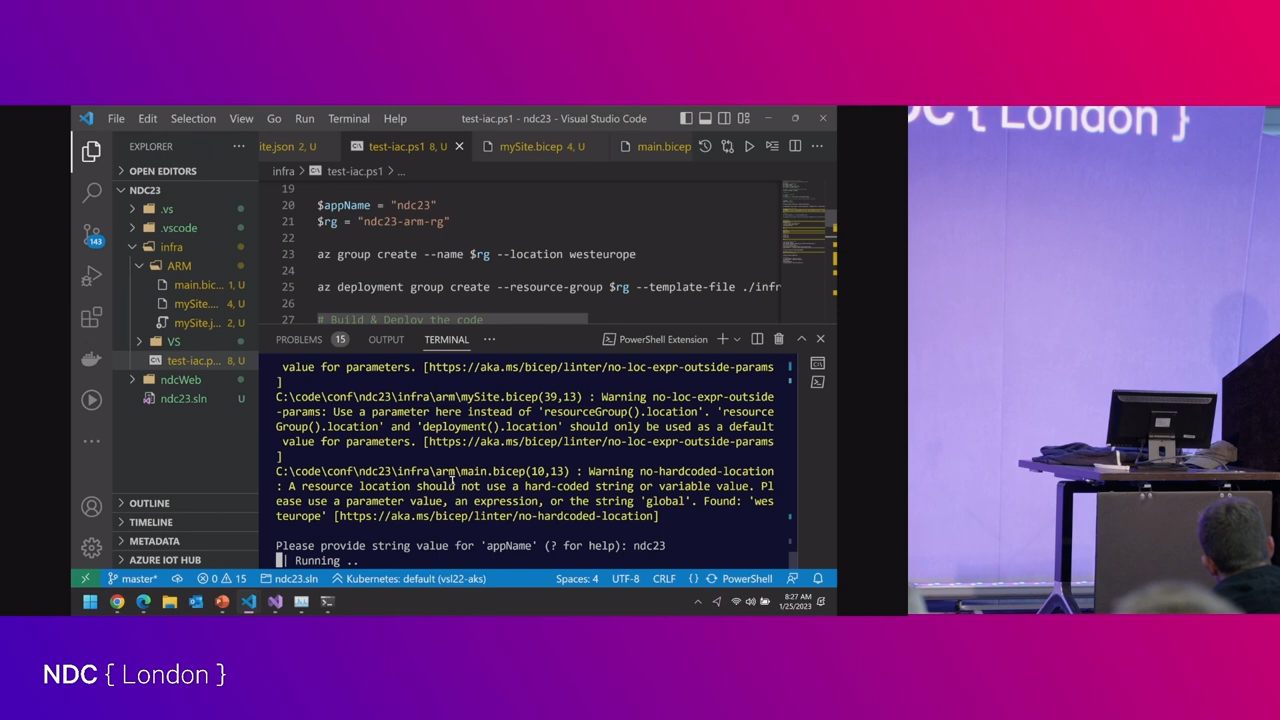 File Edit Selection View Go Run Terminal Help
test-iac.ps1 - ndc23 - Visual Studio Code
EXPLORER
OPEN EDITORS
NDC23
.vs
.vscode
infra
ARM
main.bic... 1, U
mySite.... 4, U
mySite.j... 2, U
VS
test-iac.p... 8, U
ndcWeb
ndc23.sln U
OUTLINE
TIMELINE
METADATA
AZURE IOT HUB
143
ite.json 2, U
test-iac.ps1 8, U
mySite.bicep 4, U
main.bicep
infra > test-iac.ps1 > ...
19
20 $appName = "ndc23"
21 $rg = "ndc23-arm-rg"
22
23 az group create --name $rg --location westeurope
24
25 az deployment group create --resource-group $rg --template-file ./infr
26
27 # Build & Deploy the code
PROBLEMS 15 OUTPUT TERMINAL
PowerShell Extension
value for parameters. [https://aka.ms/bicep/linter/no-loc-expr-outside-params
]
C:\code\conf\ndc23\infra\arm\mySite.bicep(39,13) : Warning no-loc-expr-outside
-params: Use a parameter here instead of 'resourceGroup().location'. 'resource
Group().location' and 'deployment().location' should only be used as a default
value for parameters. [https://aka.ms/bicep/linter/no-loc-expr-outside-params
]
C:\code\conf\ndc23\infra\arm\main.bicep(10,13) : Warning no-hardcoded-location
: A resource location should not use a hard-coded string or variable value. Pl
ease use a parameter value, an expression, or the string 'global'. Found: 'wes
teurope' [https://aka.ms/bicep/linter/no-hardcoded-location]
Please provide string value for 'appName' (? for help): ndc23
| Running ..
master* 0 15 ndc23.sln Kubernetes: default (vsl22-aks) Spaces: 4 UTF-8 CRLF {} PowerShell
8:27 AM
1/25/2023
DC { London }
NDC { London }